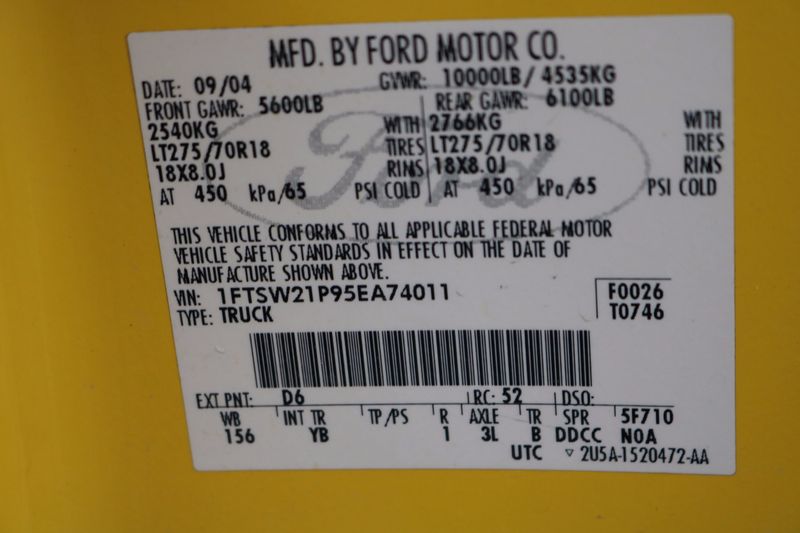 MFD. BY FORD MOTOR CO.
DATE: 09/04 GVWR: 10000LB / 4535KG
FRONT GAWR: 5600LB REAR GAWR: 6100LB
2540KG WITH 2766KG WITH
LT275/70R18 TIRES LT275/70R18 TIRES
18X8.0J RIMS 18X8.0J RIMS
AT 450 kPa/65 PSI COLD AT 450 kPa/65 PSI COLD
Ford
THIS VEHICLE CONFORMS TO ALL APPLICABLE FEDERAL MOTOR
VEHICLE SAFETY STANDARDS IN EFFECT ON THE DATE OF
MANUFACTURE SHOWN ABOVE.
VIN: 1FTSW21P95EA74011 F0026
TYPE: TRUCK T0746
EXT PNT: D6 RC: 52 DSO:
WB INT TR TP/PS R AXLE TR SPR 5F710
156 YB 1 3L B DDCC N0A
UTC ▽ 2U5A-1520472-AA